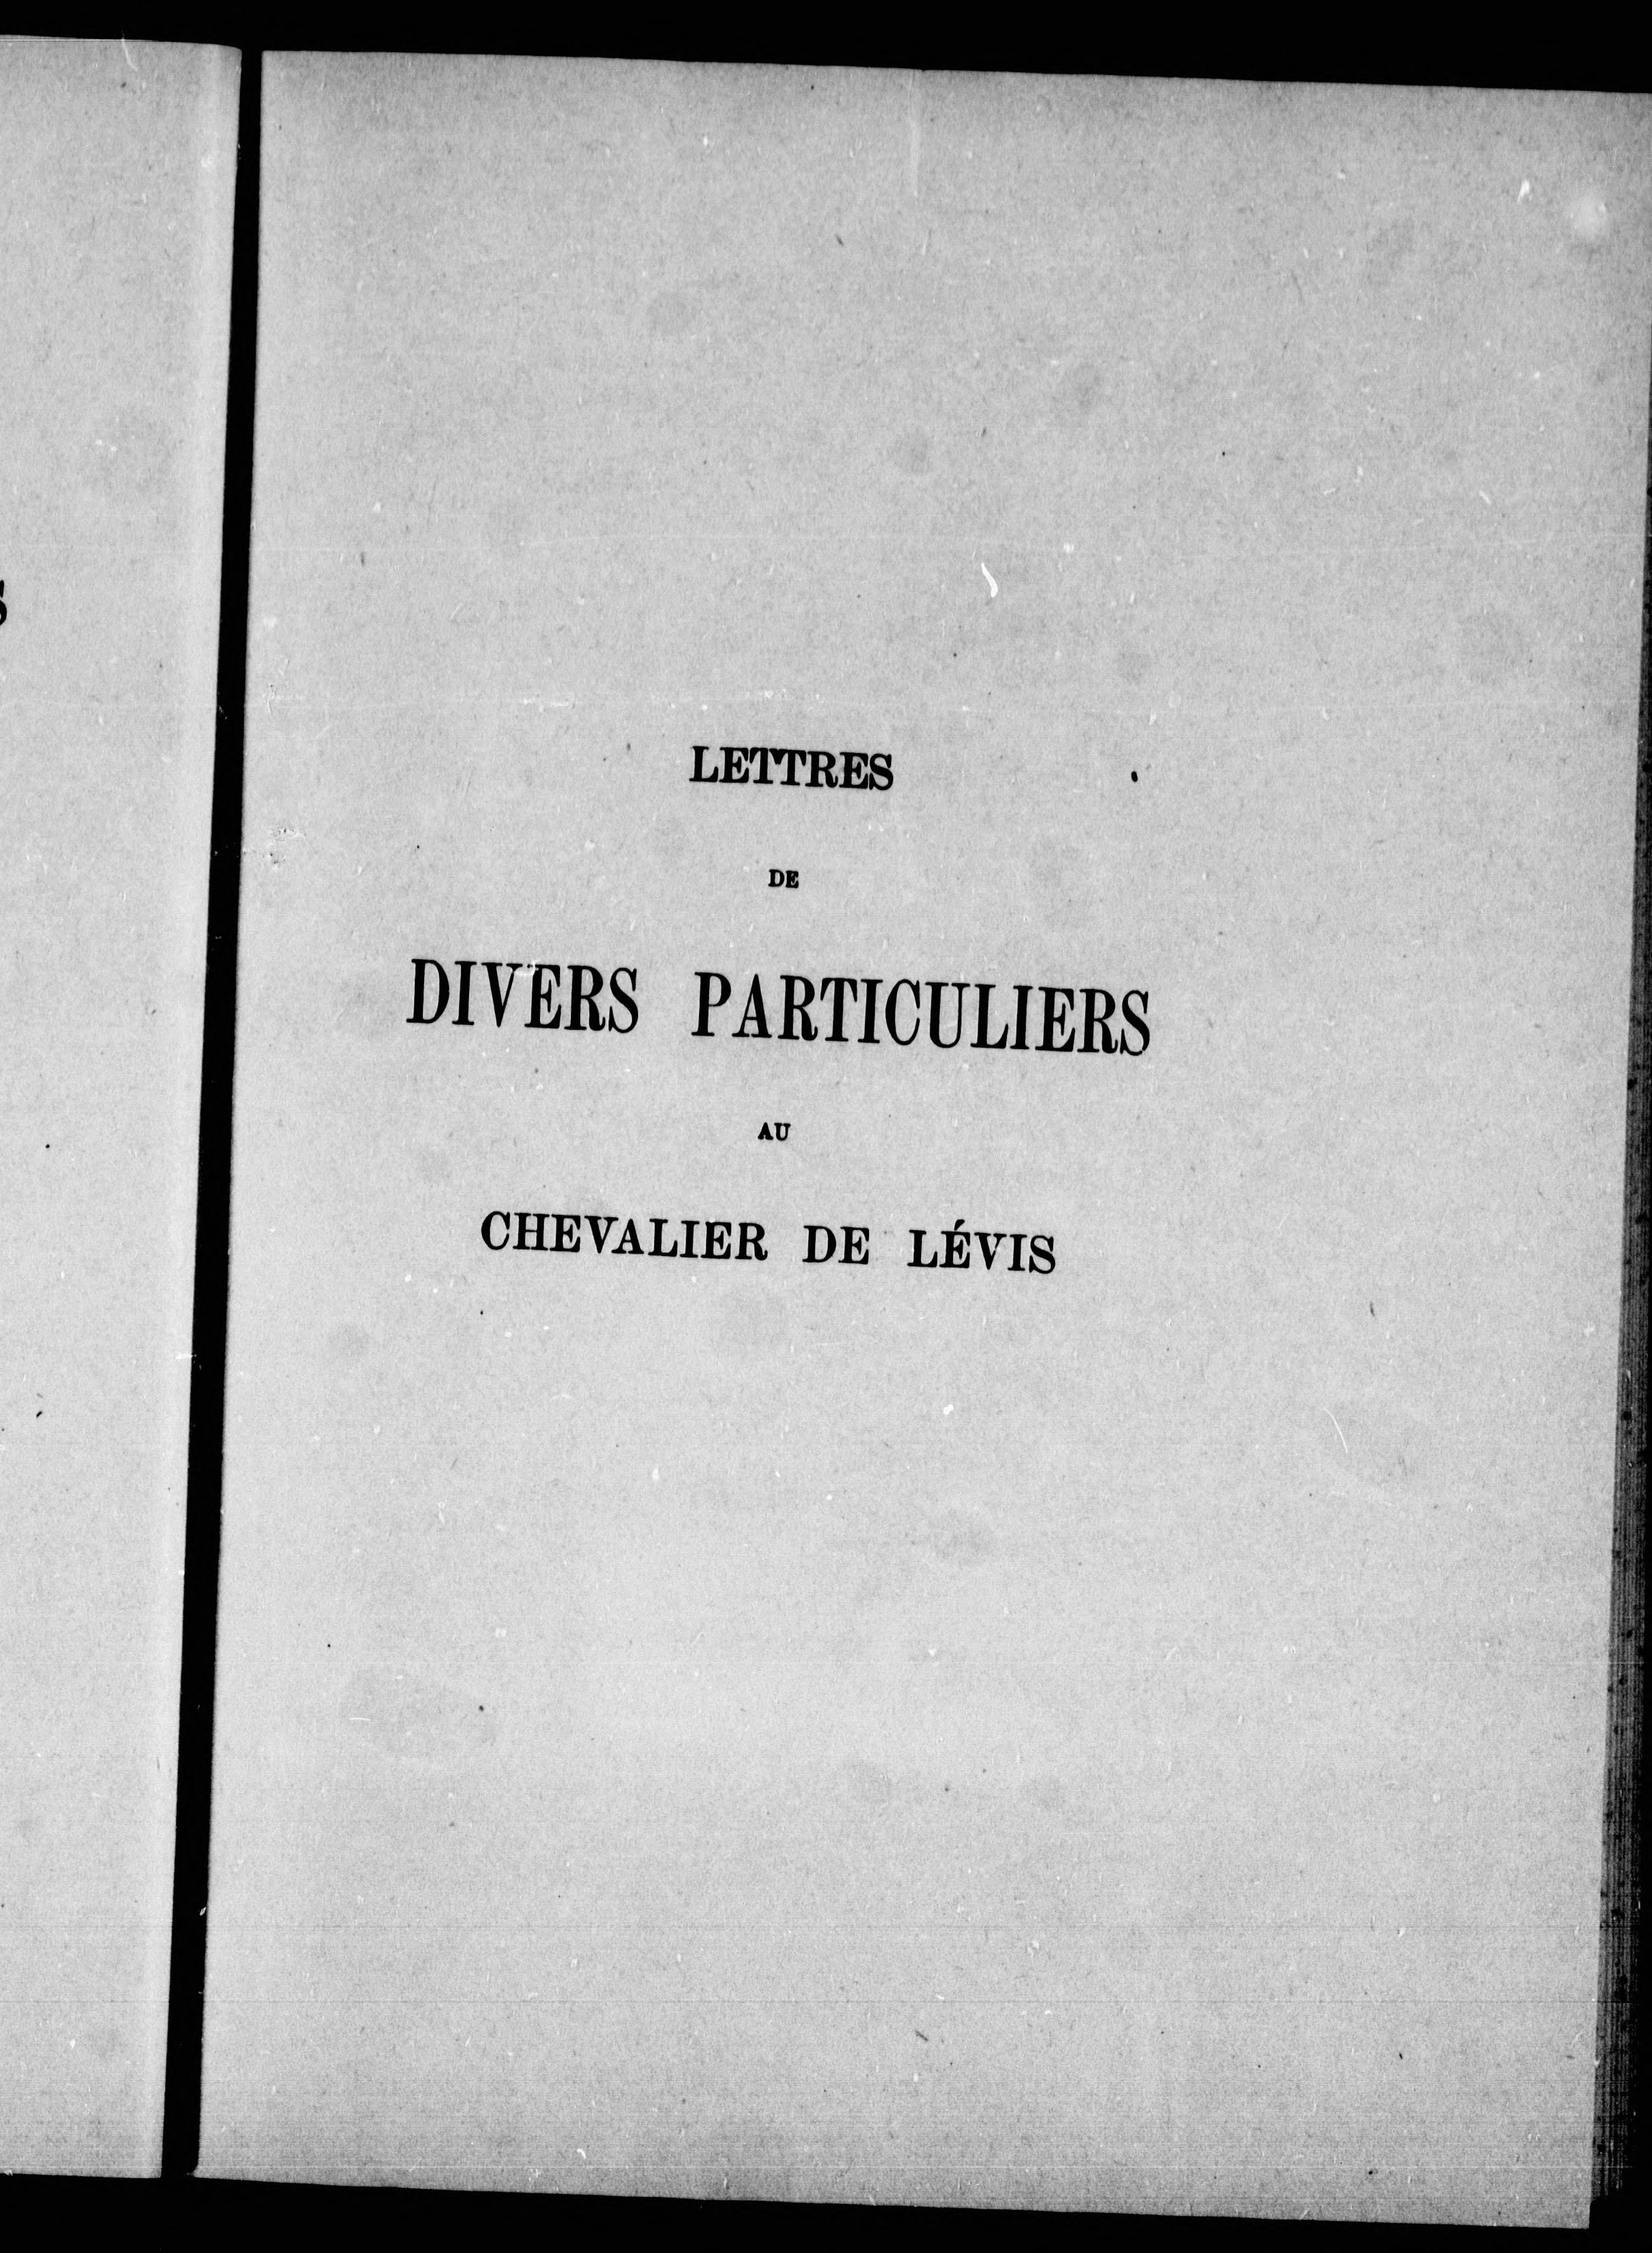 LETTRES
DE
DIVERS PARTICULIERS
AU
CHEVALIER DE LÉVIS